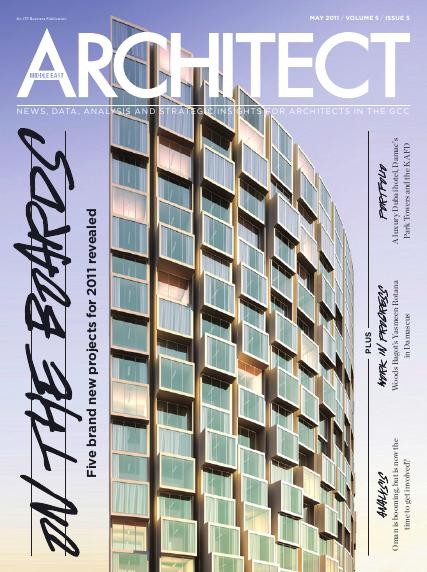 An ITP Business Publication
MAY 2011 / VOLUME 5 / ISSUE 5
MIDDLE EAST
ARCHITECT
NEWS, DATA, ANALYSIS AND STRATEGIC INSIGHTS FOR ARCHITECTS IN THE GCC
ON THE BOARDS
Five brand new projects for 2011 revealed
PLUS
ANALYSIS
Oman is booming, but is now the
time to get involved?
WORK IN PROGRESS
Woods Bagot's Yasmeen Rotana
in Damascus
PORTFOLIO
A luxury Dubai hotel, Damac's
Park Towers and the KAFD